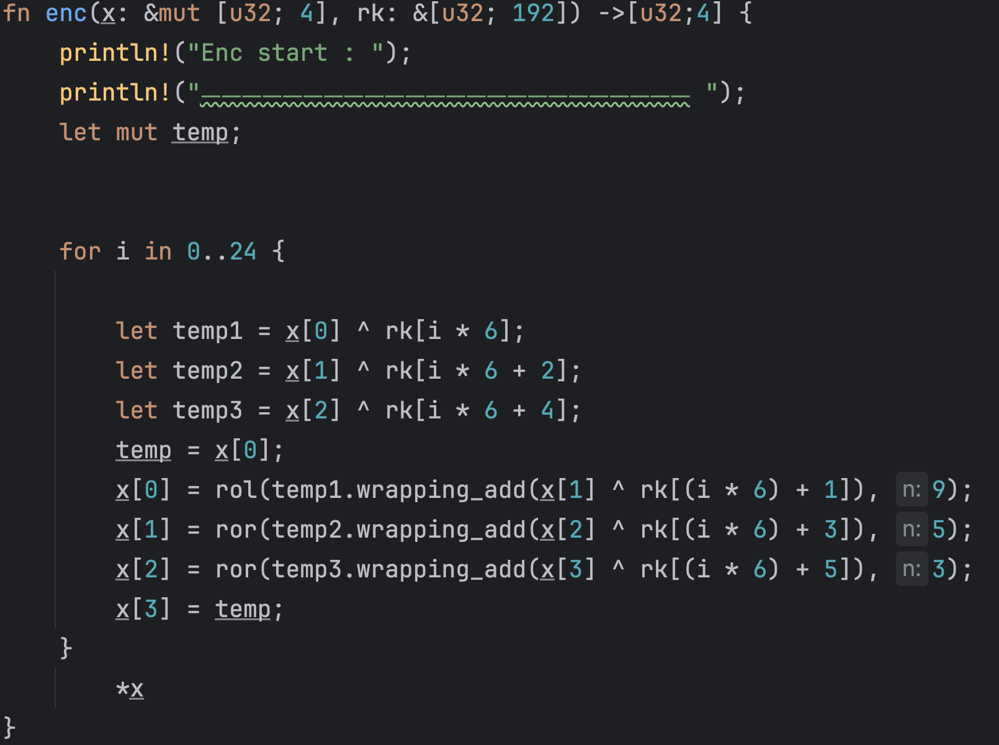 fn enc(x: &mut [u32; 4], rk: &[u32; 192]) ->[u32;4] {
println!("Enc start : ");
println!("———————————————————————— ");
let mut temp;
for i in 0..24 {
let temp1 = x[0] ^ rk[i * 6];
let temp2 = x[1] ^ rk[i * 6 + 2];
let temp3 = x[2] ^ rk[i * 6 + 4];
temp = x[0];
x[0] = rol(temp1.wrapping_add(x[1] ^ rk[(i * 6) + 1]), n: 9);
x[1] = ror(temp2.wrapping_add(x[2] ^ rk[(i * 6) + 3]), n: 5);
x[2] = ror(temp3.wrapping_add(x[3] ^ rk[(i * 6) + 5]), n: 3);
x[3] = temp;
}
*x
}